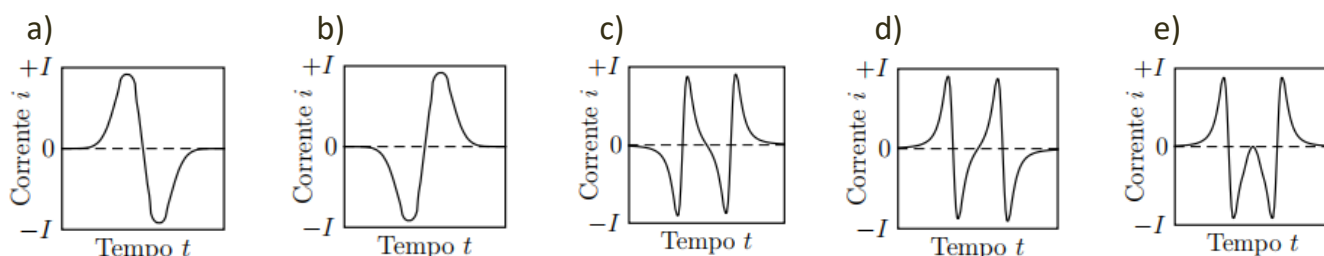 a)
+I
Corrente i
0
−I
Tempo t
b)
+I
Corrente i
0
−I
Tempo t
c)
+I
Corrente i
0
−I
Tempo t
d)
+I
Corrente i
0
−I
Tempo t
e)
+I
Corrente i
0
−I
Tempo t